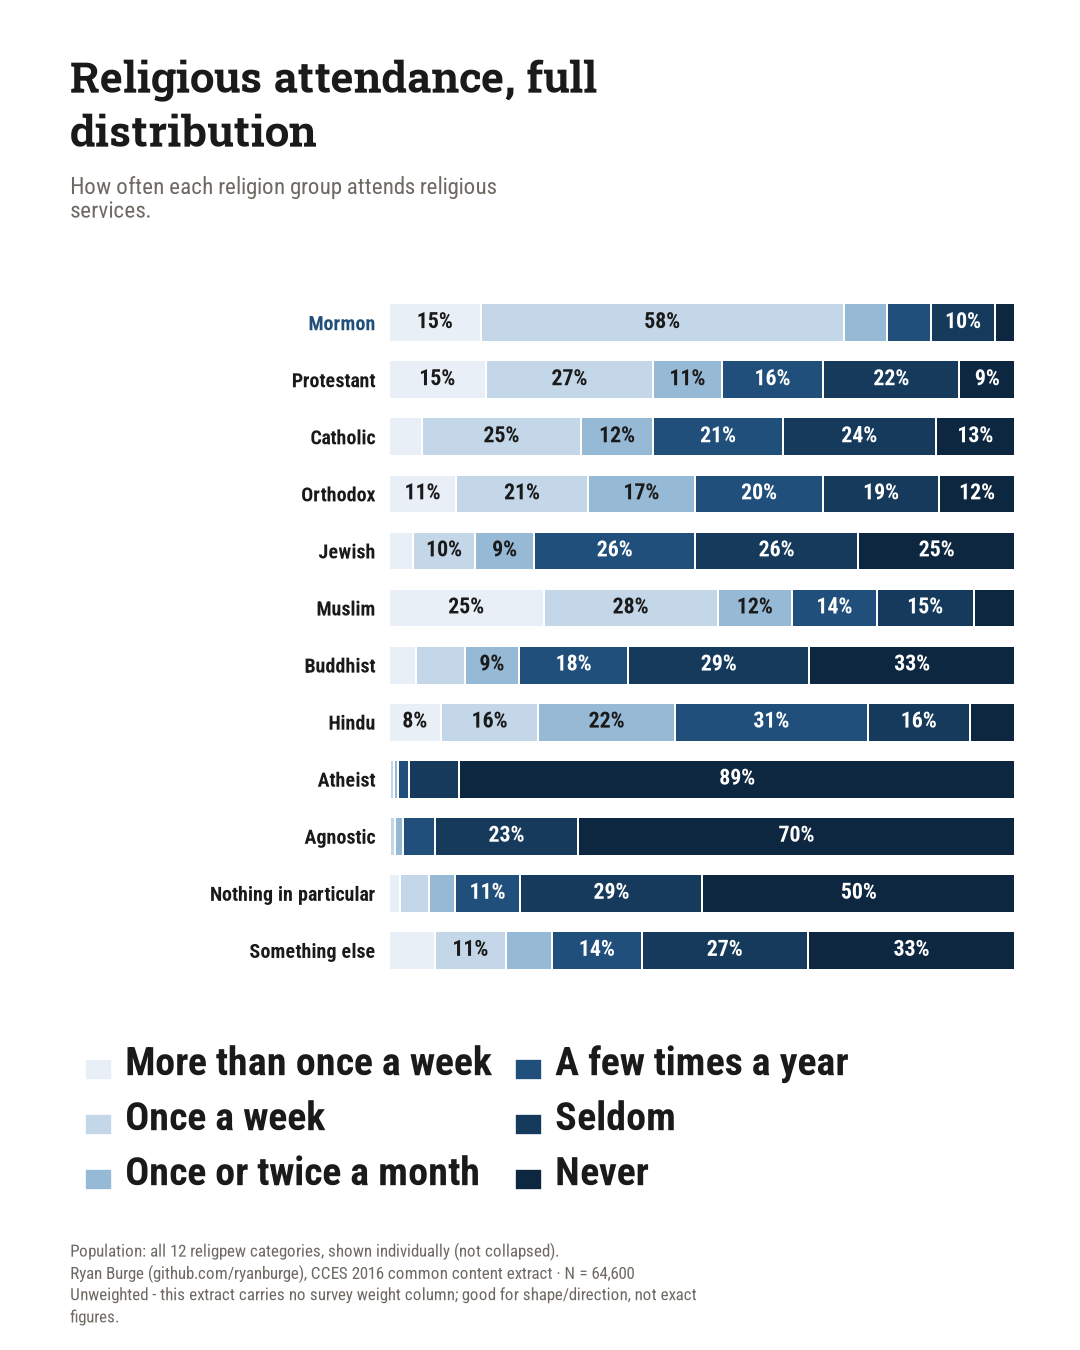 Religious attendance, full
distribution
How often each religion group attends religious
services.
Mormon 15% 58% 10%
Protestant 15% 27% 11% 16% 22% 9%
Catholic 25% 12% 21% 24% 13%
Orthodox 11% 21% 17% 20% 19% 12%
Jewish 10% 9% 26% 26% 25%
Muslim 25% 28% 12% 14% 15%
Buddhist 9% 18% 29% 33%
Hindu 8% 16% 22% 31% 16%
Atheist 89%
Agnostic 23% 70%
Nothing in particular 11% 29% 50%
Something else 11% 14% 27% 33%
More than once a week A few times a year
Once a week Seldom
Once or twice a month Never
Population: all 12 religpew categories, shown individually (not collapsed).
Ryan Burge (github.com/ryanburge), CCES 2016 common content extract · N = 64,600
Unweighted - this extract carries no survey weight column; good for shape/direction, not exact
figures.